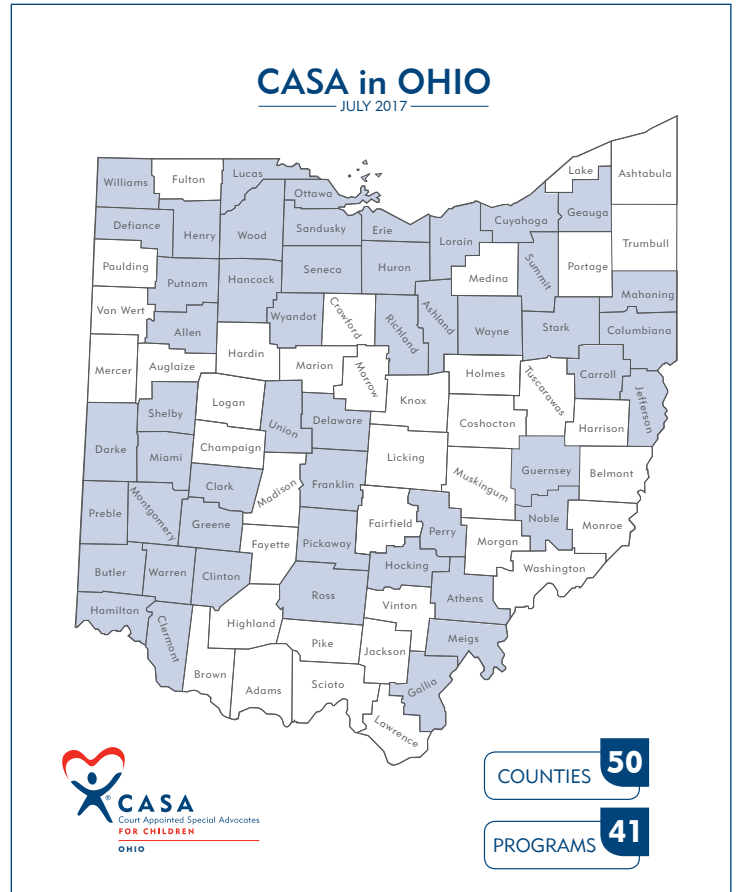 CASA in OHIO
JULY 2017
Williams
Fulton
Lucas
Ottawa
Lake
Ashtabula
Geauga
Cuyahoga
Defiance
Henry
Wood
Sandusky
Erie
Lorain
Trumbull
Paulding
Putnam
Hancock
Seneca
Huron
Medina
Summit
Portage
Mahoning
Van Wert
Allen
Wyandot
Crawford
Richland
Ashland
Wayne
Stark
Columbiana
Mercer
Auglaize
Hardin
Marion
Morrow
Holmes
Tuscarawas
Carroll
Jefferson
Logan
Knox
Shelby
Union
Delaware
Coshocton
Harrison
Darke
Miami
Champaign
Licking
Muskingum
Guernsey
Belmont
Clark
Madison
Franklin
Preble
Montgomery
Greene
Fairfield
Perry
Noble
Monroe
Fayette
Pickaway
Morgan
Washington
Butler
Warren
Clinton
Hocking
Ross
Vinton
Athens
Hamilton
Clermont
Highland
Pike
Jackson
Meigs
Brown
Adams
Scioto
Gallia
Lawrence
COUNTIES 50
PROGRAMS 41
® CASA
Court Appointed Special Advocates
FOR CHILDREN
OHIO